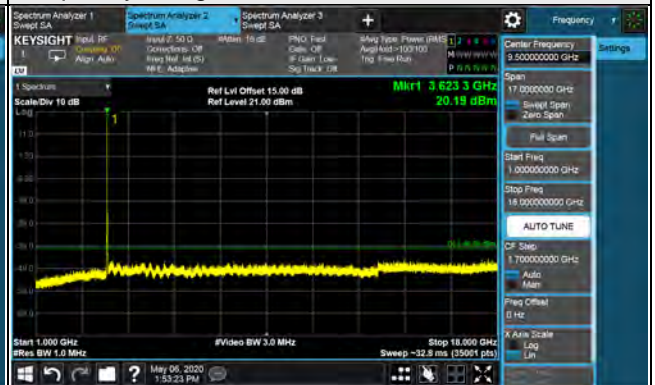 Spectrum Analyzer 1
Swept SA
Spectrum Analyzer 2
Swept SA
Spectrum Analyzer 3
Swept SA
+
Frequency
KEYSIGHT
Input: RF
Coupling: Off
Align: Auto
Input Z: 50 Ω
Corrections: Off
Freq Ref: Int (S)
NFE: Adaptive
#Atten: 16 dB
PNO: Fast
Gate: Off
IF Gain: Low
Sig Track: Off
#Avg Type: Power (RMS
Avg|Hold:>100/100
Trig: Free Run
M W W W W W
P N N N N N
LM
1 Spectrum
Scale/Div 10 dB
Log
Ref Lvl Offset 15.00 dB
Ref Level 21.00 dBm
Mkr1 3.623 3 GHz
20.19 dBm
1
11.0
1.00
Start 1.000 GHz
#Res BW 1.0 MHz
#Video BW 3.0 MHz
Stop 18.000 GHz
Sweep ~32.8 ms (35001 pts)
Center Frequency
9.500000000 GHz
Settings
Span
17.0000000 GHz
Swept Span
Zero Span
Full Span
Start Freq
1.000000000 GHz
Stop Freq
18.000000000 GHz
AUTO TUNE
CF Step
1.700000000 GHz
Auto
Man
Freq Offset
0 Hz
X Axis Scale
Log
Lin
?
May 06, 2020
1:53:23 PM